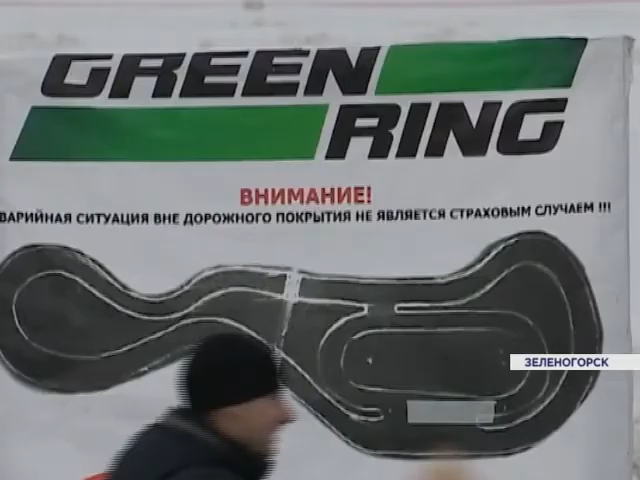 GREEN
RING
ВНИМАНИЕ!
ВАРИЙНАЯ СИТУАЦИЯ ВНЕ ДОРОЖНОГО ПОКРЫТИЯ НЕ ЯВЛЯЕТСЯ СТРАХОВЫМ СЛУЧАЕМ !!!
ЗЕЛЕНОГОРСК